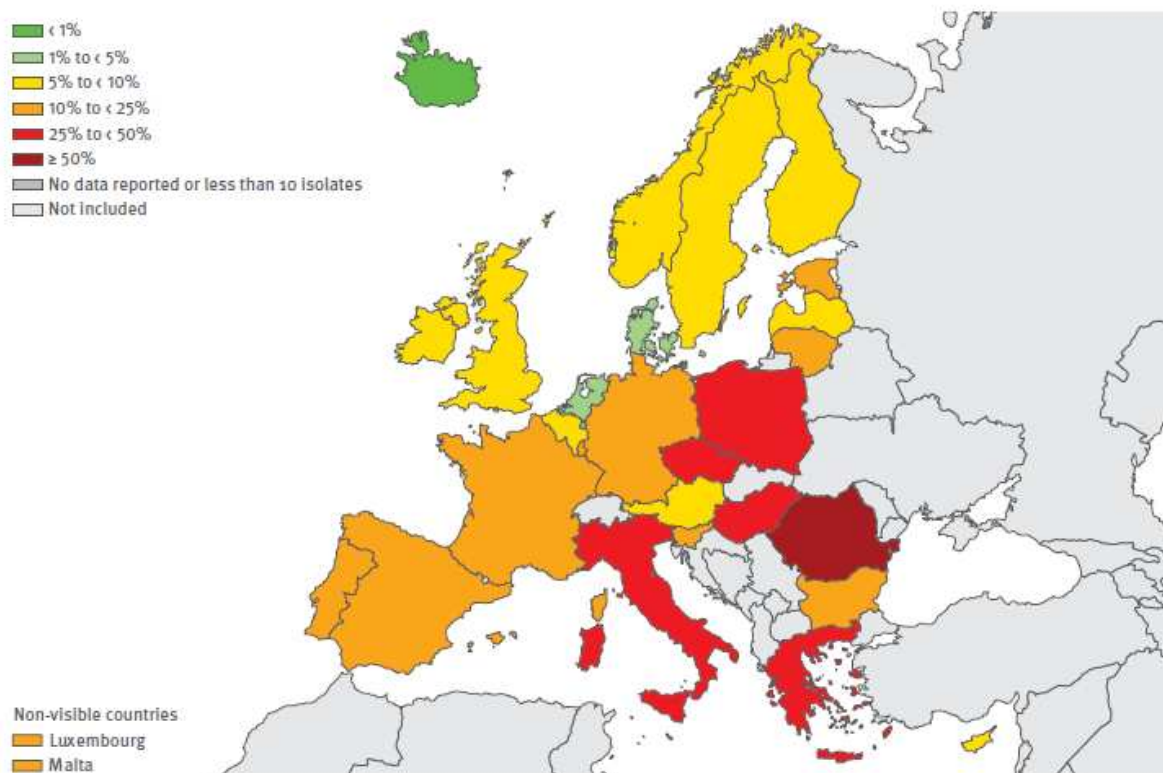 < 1%
1% to < 5%
5% to < 10%
10% to < 25%
25% to < 50%
≥ 50%
No data reported or less than 10 isolates
Not included
Non-visible countries
Luxembourg
Malta